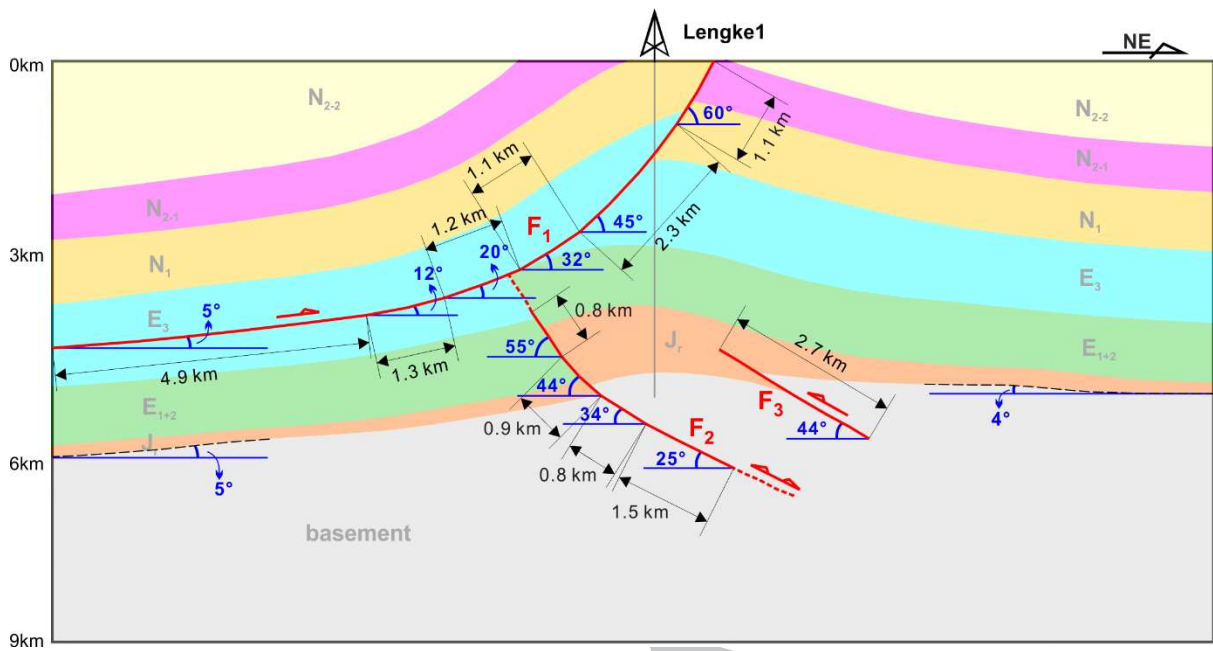 Lengke1
NE
0km
N₂₋₂
N₂₋₂
60°
1.1 km
1.1 km
N₂₋₁
N₂₋₁
1.2 km
F₁
45°
2.3 km
N₁
N₁
3km
20°
32°
12°
E₃
E₃
5°
0.8 km
Jᵣ
2.7 km
4.9 km
1.3 km
55°
E₁₊₂
E₁₊₂
44°
F₃
4°
34°
F₂
44°
0.9 km
J
6km
5°
25°
0.8 km
1.5 km
basement
9km